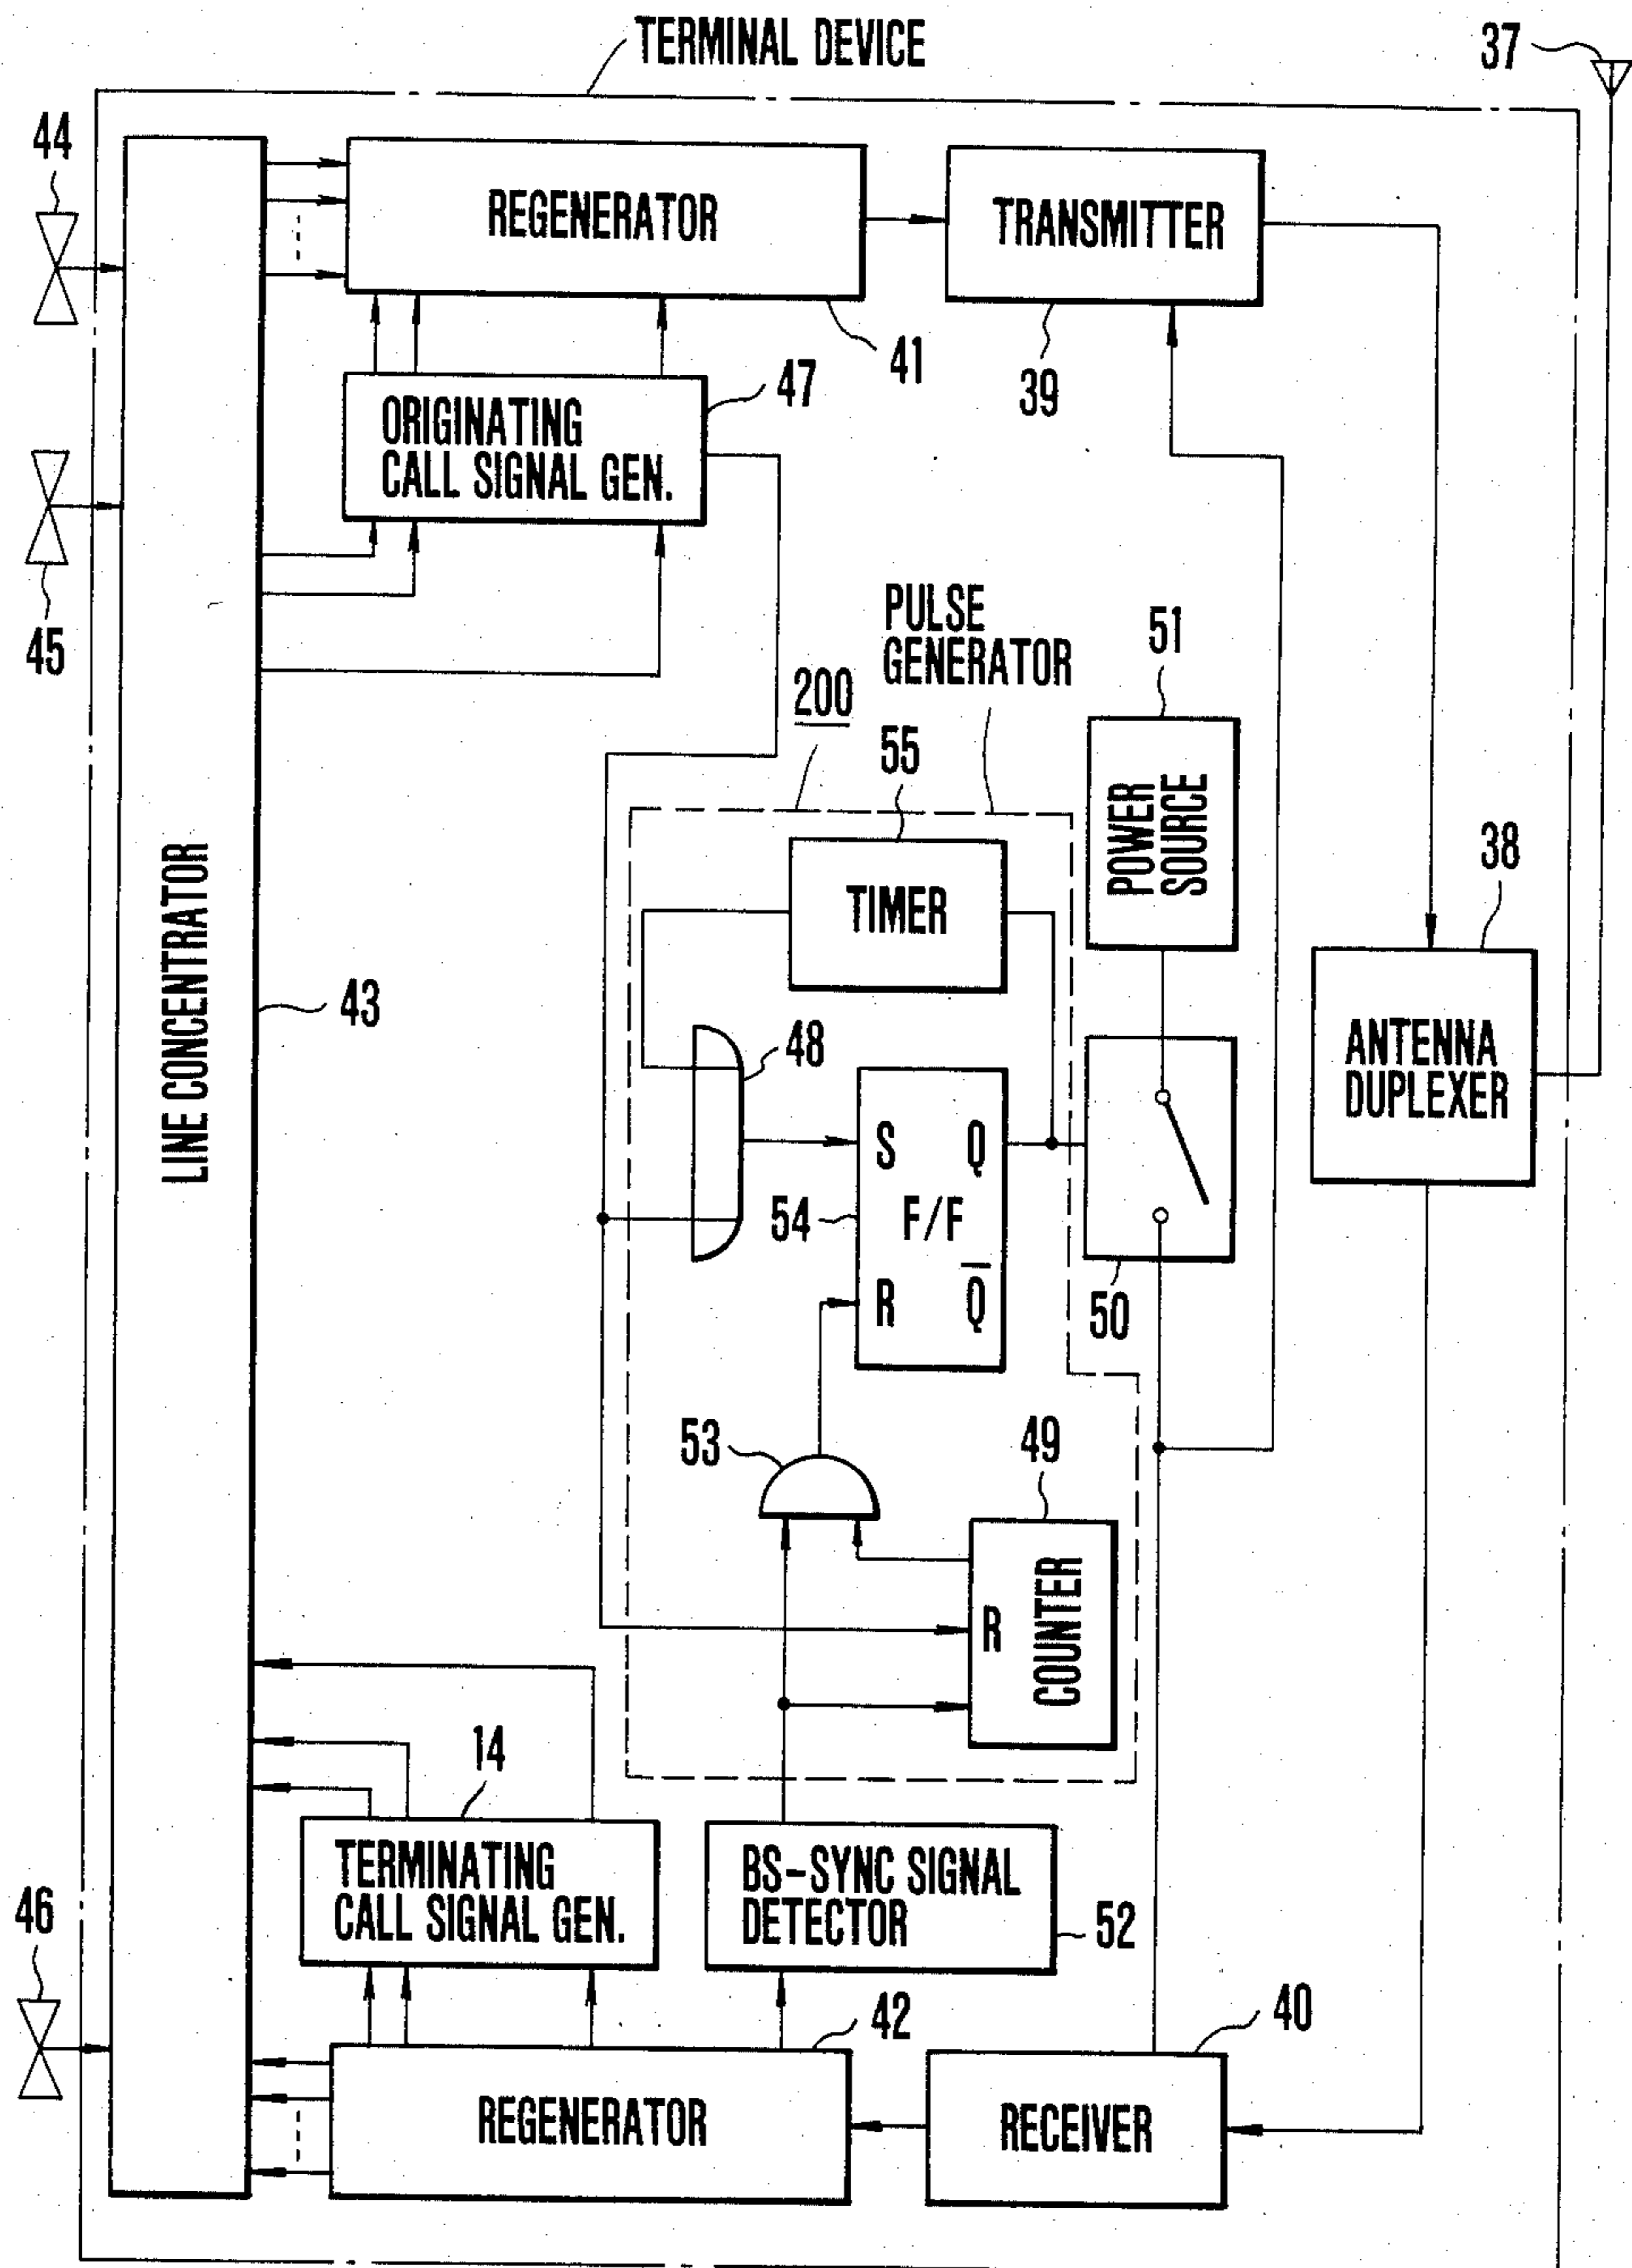 TERMINAL DEVICE
37
44
REGENERATOR
TRANSMITTER
41
39
47
ORIGINATING
CALL SIGNAL GEN.
45
PULSE
GENERATOR
51
200
55
POWER
SOURCE
TIMER
38
LINE CONCENTRATOR
43
48
ANTENNA
DUPLEXER
S Q
54
F/F
R Q̅
50
53
49
R
COUNTER
14
TERMINATING
CALL SIGNAL GEN.
BS-SYNC SIGNAL
DETECTOR
52
46
42
40
REGENERATOR
RECEIVER